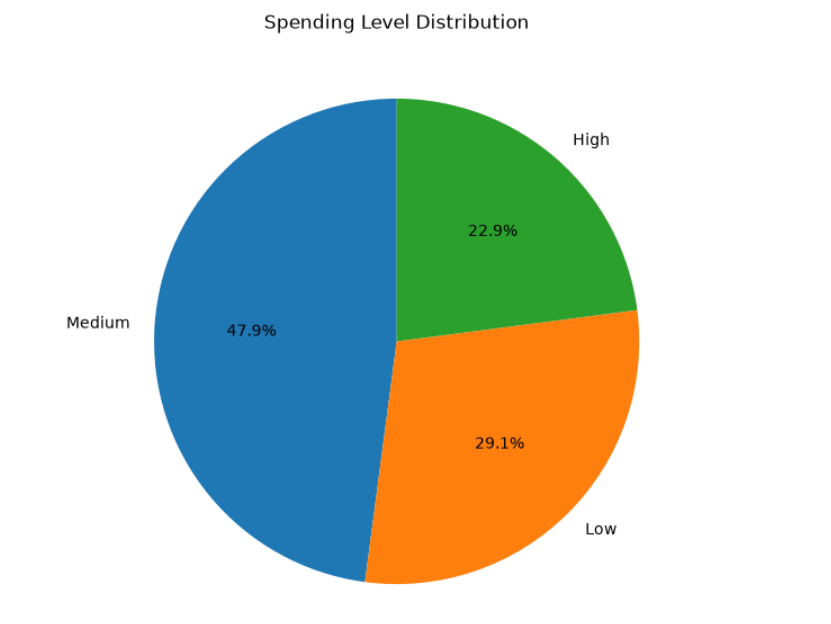 Spending Level Distribution
High
22.9%
Medium
47.9%
29.1%
Low